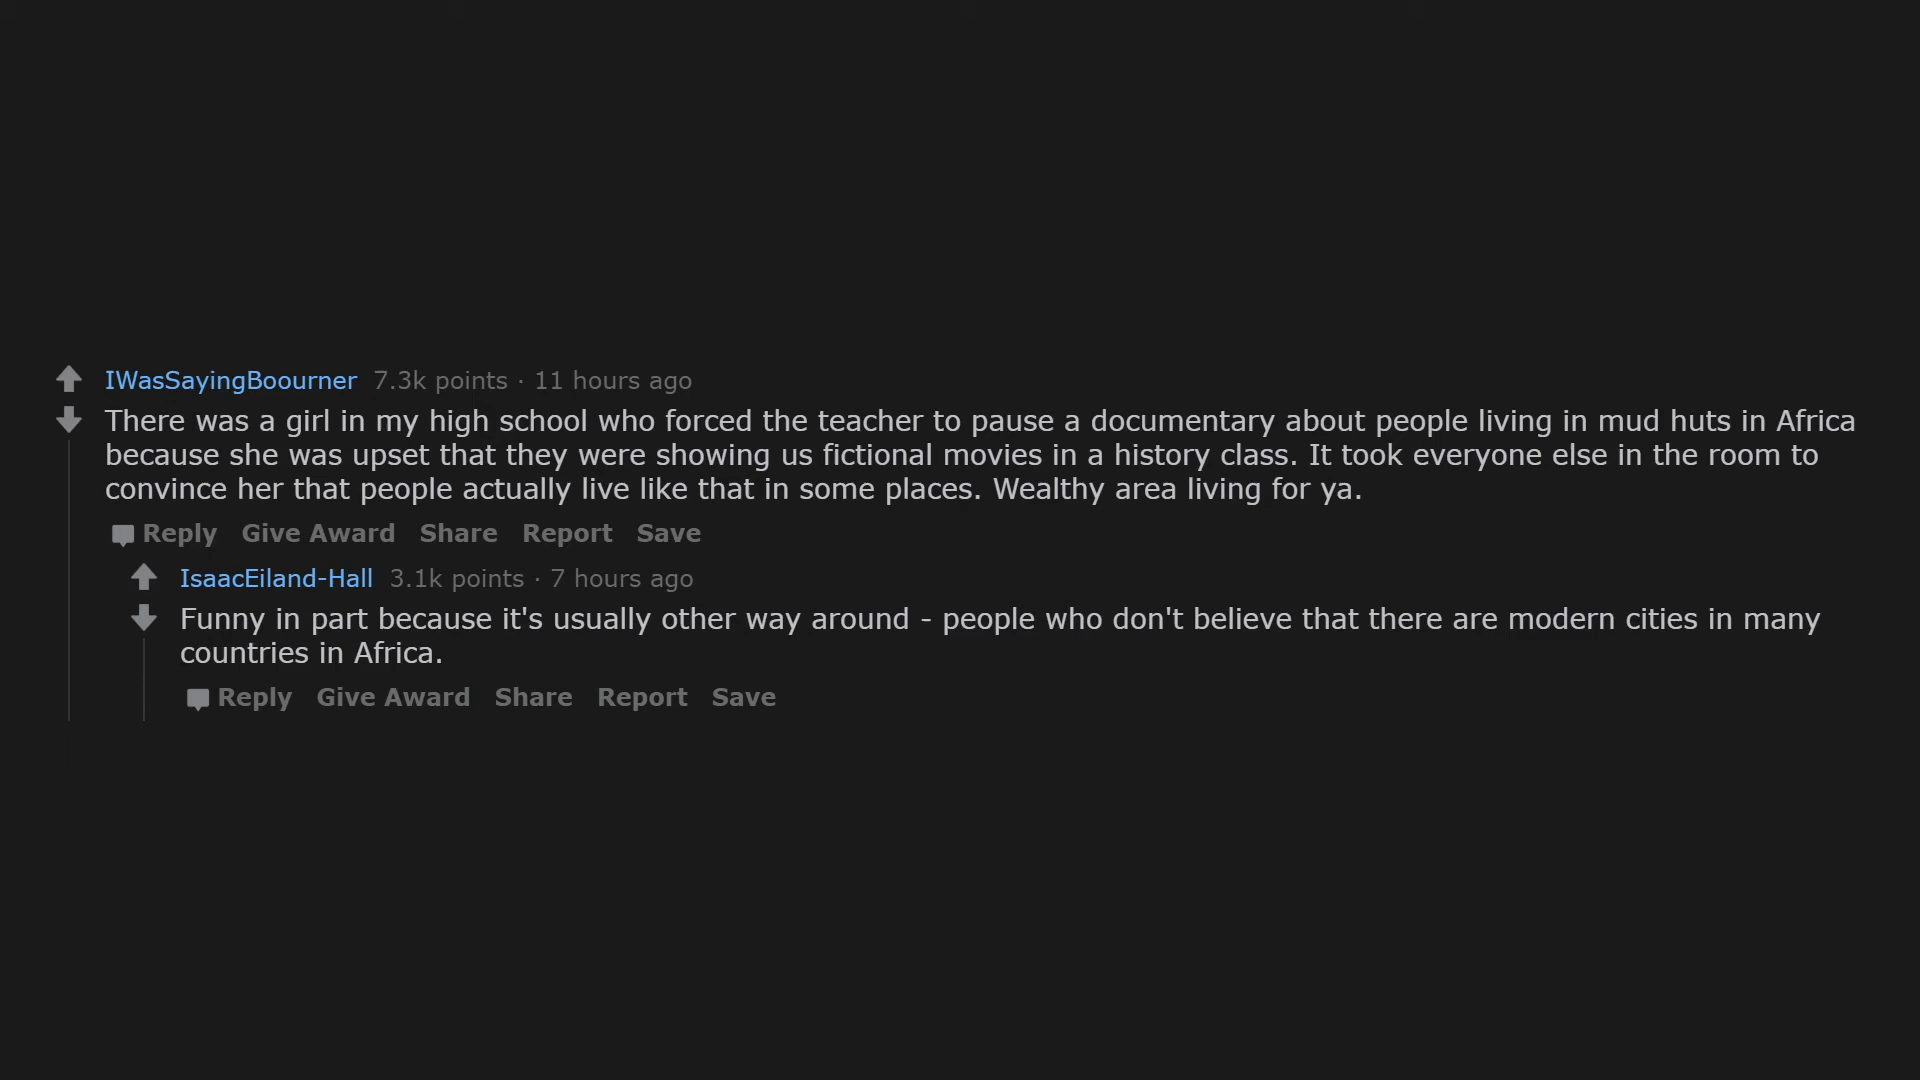 IWasSayingBoourner 7.3k points · 11 hours ago
There was a girl in my high school who forced the teacher to pause a documentary about people living in mud huts in Africa
because she was upset that they were showing us fictional movies in a history class. It took everyone else in the room to
convince her that people actually live like that in some places. Wealthy area living for ya.
Reply Give Award Share Report Save
IsaacEiland-Hall 3.1k points · 7 hours ago
Funny in part because it's usually other way around - people who don't believe that there are modern cities in many
countries in Africa.
Reply Give Award Share Report Save